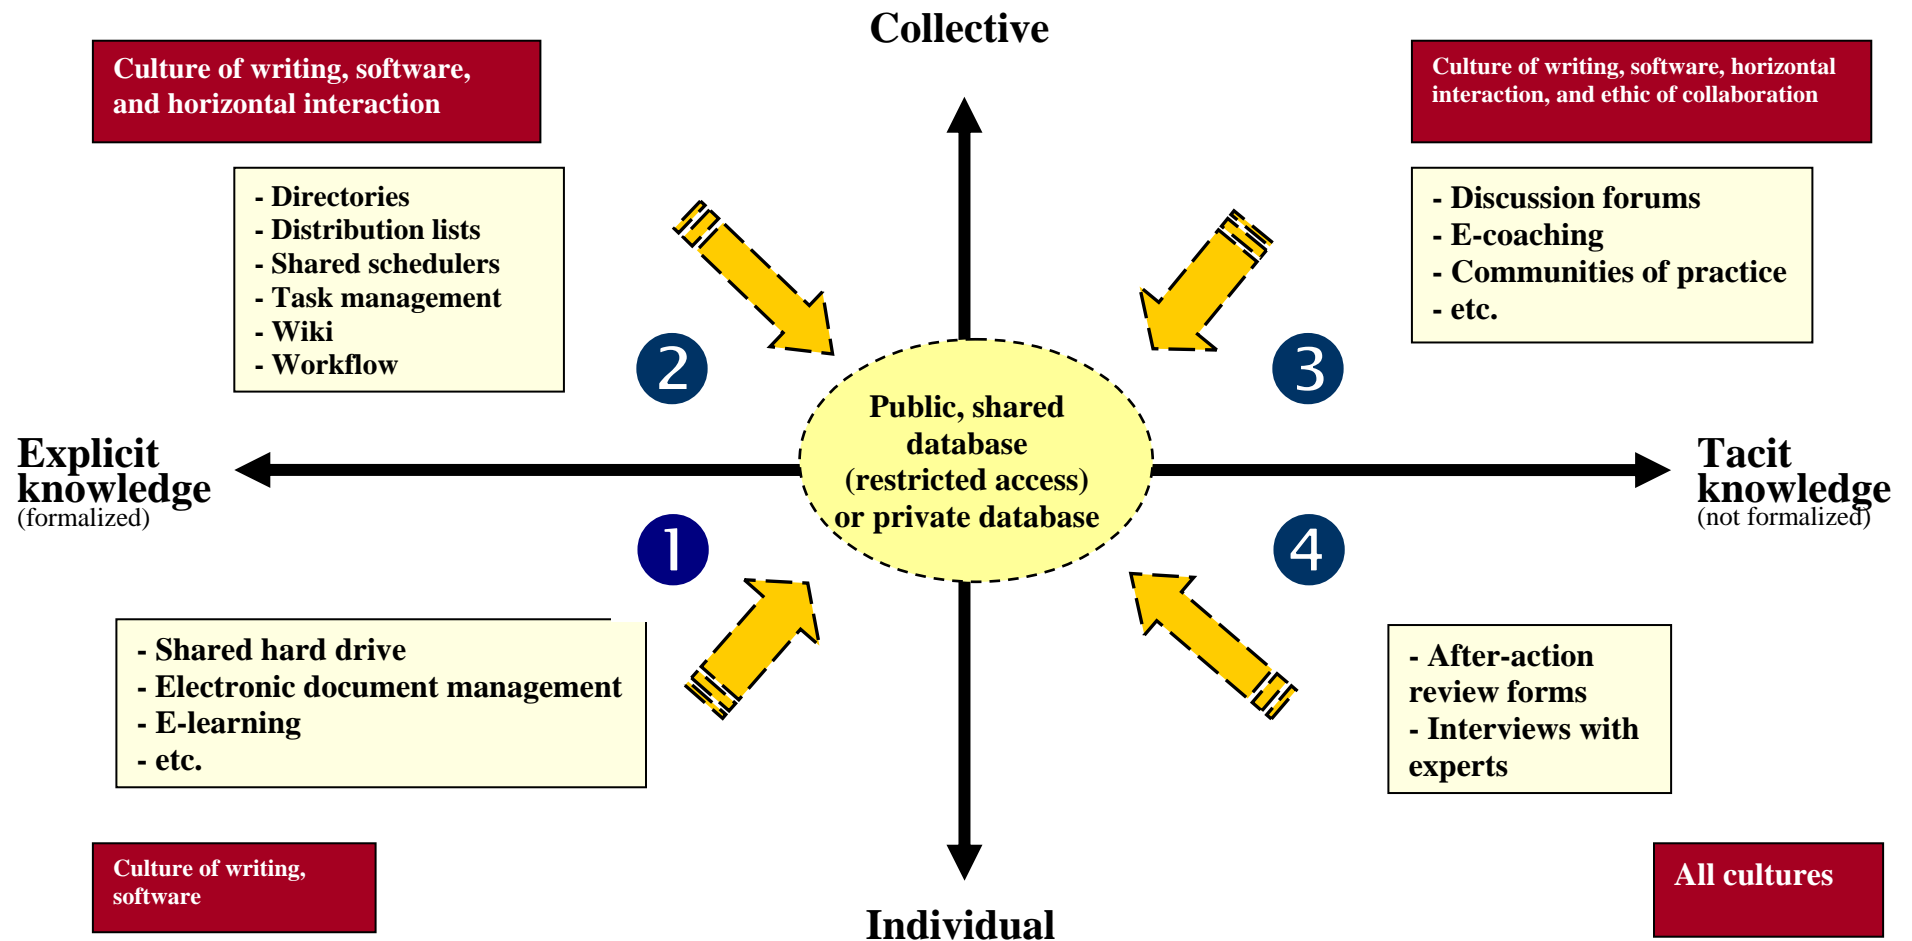 Collective
Culture of writing, software,
and horizontal interaction
Culture of writing, software, horizontal
interaction, and ethic of collaboration
- Directories
- Distribution lists
- Shared schedulers
- Task management
- Wiki
- Workflow
- Discussion forums
- E-coaching
- Communities of practice
- etc.
2
3
Public, shared
database
(restricted access)
or private database
Explicit
knowledge
(formalized)
Tacit
knowledge
(not formalized)
1
4
- Shared hard drive
- Electronic document management
- E-learning
- etc.
- After-action
review forms
- Interviews with
experts
Culture of writing,
software
All cultures
Individual